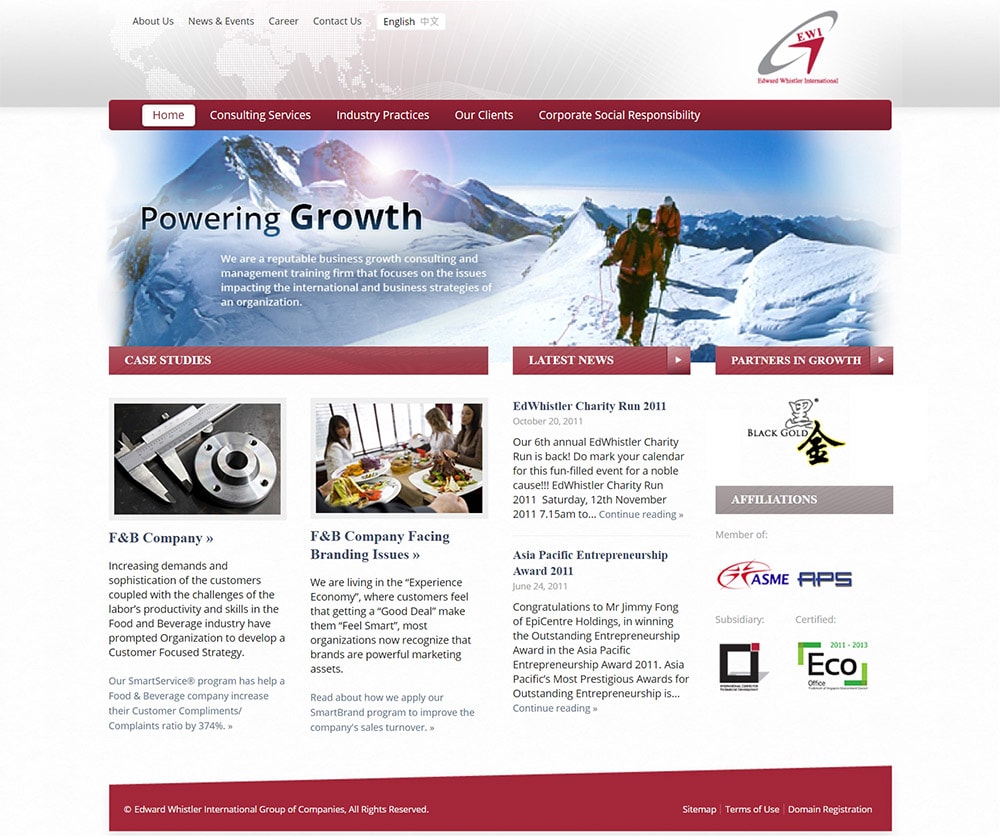 About Us News & Events Career Contact Us English 中文
EWI
Edward Whistler International
Home Consulting Services Industry Practices Our Clients Corporate Social Responsibility
Powering Growth
We are a reputable business growth consulting and
management training firm that focuses on the issues
impacting the international and business strategies of
an organization.
CASE STUDIES
F&B Company »
Increasing demands and
sophistication of the customers
coupled with the challenges of the
labor’s productivity and skills in the
Food and Beverage industry have
prompted Organization to develop a
Customer Focused Strategy.
Our SmartService® program has help a
Food & Beverage company increase
their Customer Compliments/
Complaints ratio by 374%. »
F&B Company Facing
Branding Issues »
We are living in the “Experience
Economy”, where customers feel
that getting a “Good Deal” make
them “Feel Smart”, most
organizations now recognize that
brands are powerful marketing
assets.
Read about how we apply our
SmartBrand program to improve the
company's sales turnover. »
LATEST NEWS
EdWhistler Charity Run 2011
October 20, 2011
Our 6th annual EdWhistler Charity
Run is back! Do mark your calendar
for this fun-filled event for a noble
cause!!! EdWhistler Charity Run
2011 Saturday, 12th November
2011 7.15am to... Continue reading »
Asia Pacific Entrepreneurship
Award 2011
June 24, 2011
Congratulations to Mr Jimmy Fong
of EpiCentre Holdings, in winning
the Outstanding Entrepreneurship
Award in the Asia Pacific
Entrepreneurship Award 2011. Asia
Pacific’s Most Prestigious Awards for
Outstanding Entrepreneurship is...
Continue reading »
PARTNERS IN GROWTH
BLACK GOLD 黑金
AFFILIATIONS
Member of:
ASME APS
Subsidiary: Certified:
2011 - 2013
Eco
Office
© Edward Whistler International Group of Companies, All Rights Reserved.
Sitemap | Terms of Use | Domain Registration